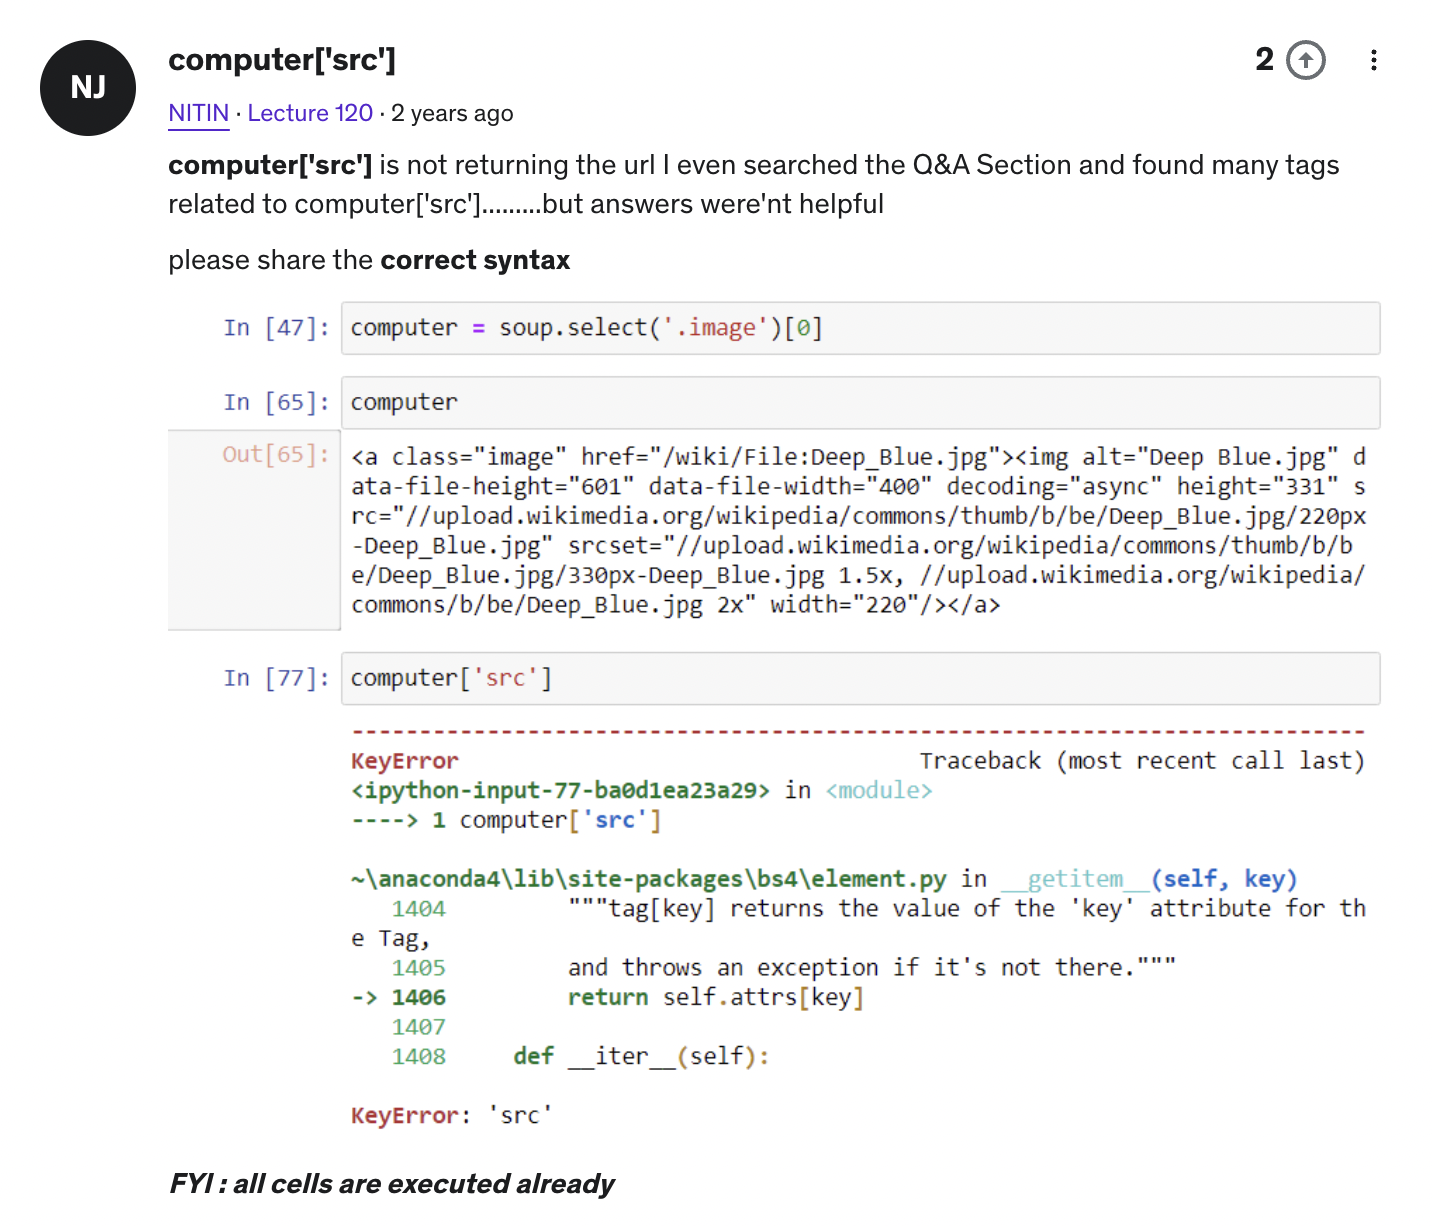 NJ
computer['src']
2
NITIN · Lecture 120 · 2 years ago
computer['src'] is not returning the url I even searched the Q&A Section and found many tags
related to computer['src'].........but answers were'nt helpful
please share the correct syntax
In [47]: computer = soup.select('.image')[0]
In [65]: computer
Out[65]: <a class="image" href="/wiki/File:Deep_Blue.jpg"><img alt="Deep Blue.jpg" d
ata-file-height="601" data-file-width="400" decoding="async" height="331" s
rc="//upload.wikimedia.org/wikipedia/commons/thumb/b/be/Deep_Blue.jpg/220px
-Deep_Blue.jpg" srcset="//upload.wikimedia.org/wikipedia/commons/thumb/b/b
e/Deep_Blue.jpg/330px-Deep_Blue.jpg 1.5x, //upload.wikimedia.org/wikipedia/
commons/b/be/Deep_Blue.jpg 2x" width="220"/></a>
In [77]: computer['src']
---------------------------------------------------------------------------
KeyError Traceback (most recent call last)
<ipython-input-77-ba0d1ea23a29> in <module>
----> 1 computer['src']
~\anaconda4\lib\site-packages\bs4\element.py in __getitem__(self, key)
1404 """tag[key] returns the value of the 'key' attribute for th
e Tag,
1405 and throws an exception if it's not there."""
-> 1406 return self.attrs[key]
1407
1408 def __iter__(self):
KeyError: 'src'
FYI : all cells are executed already